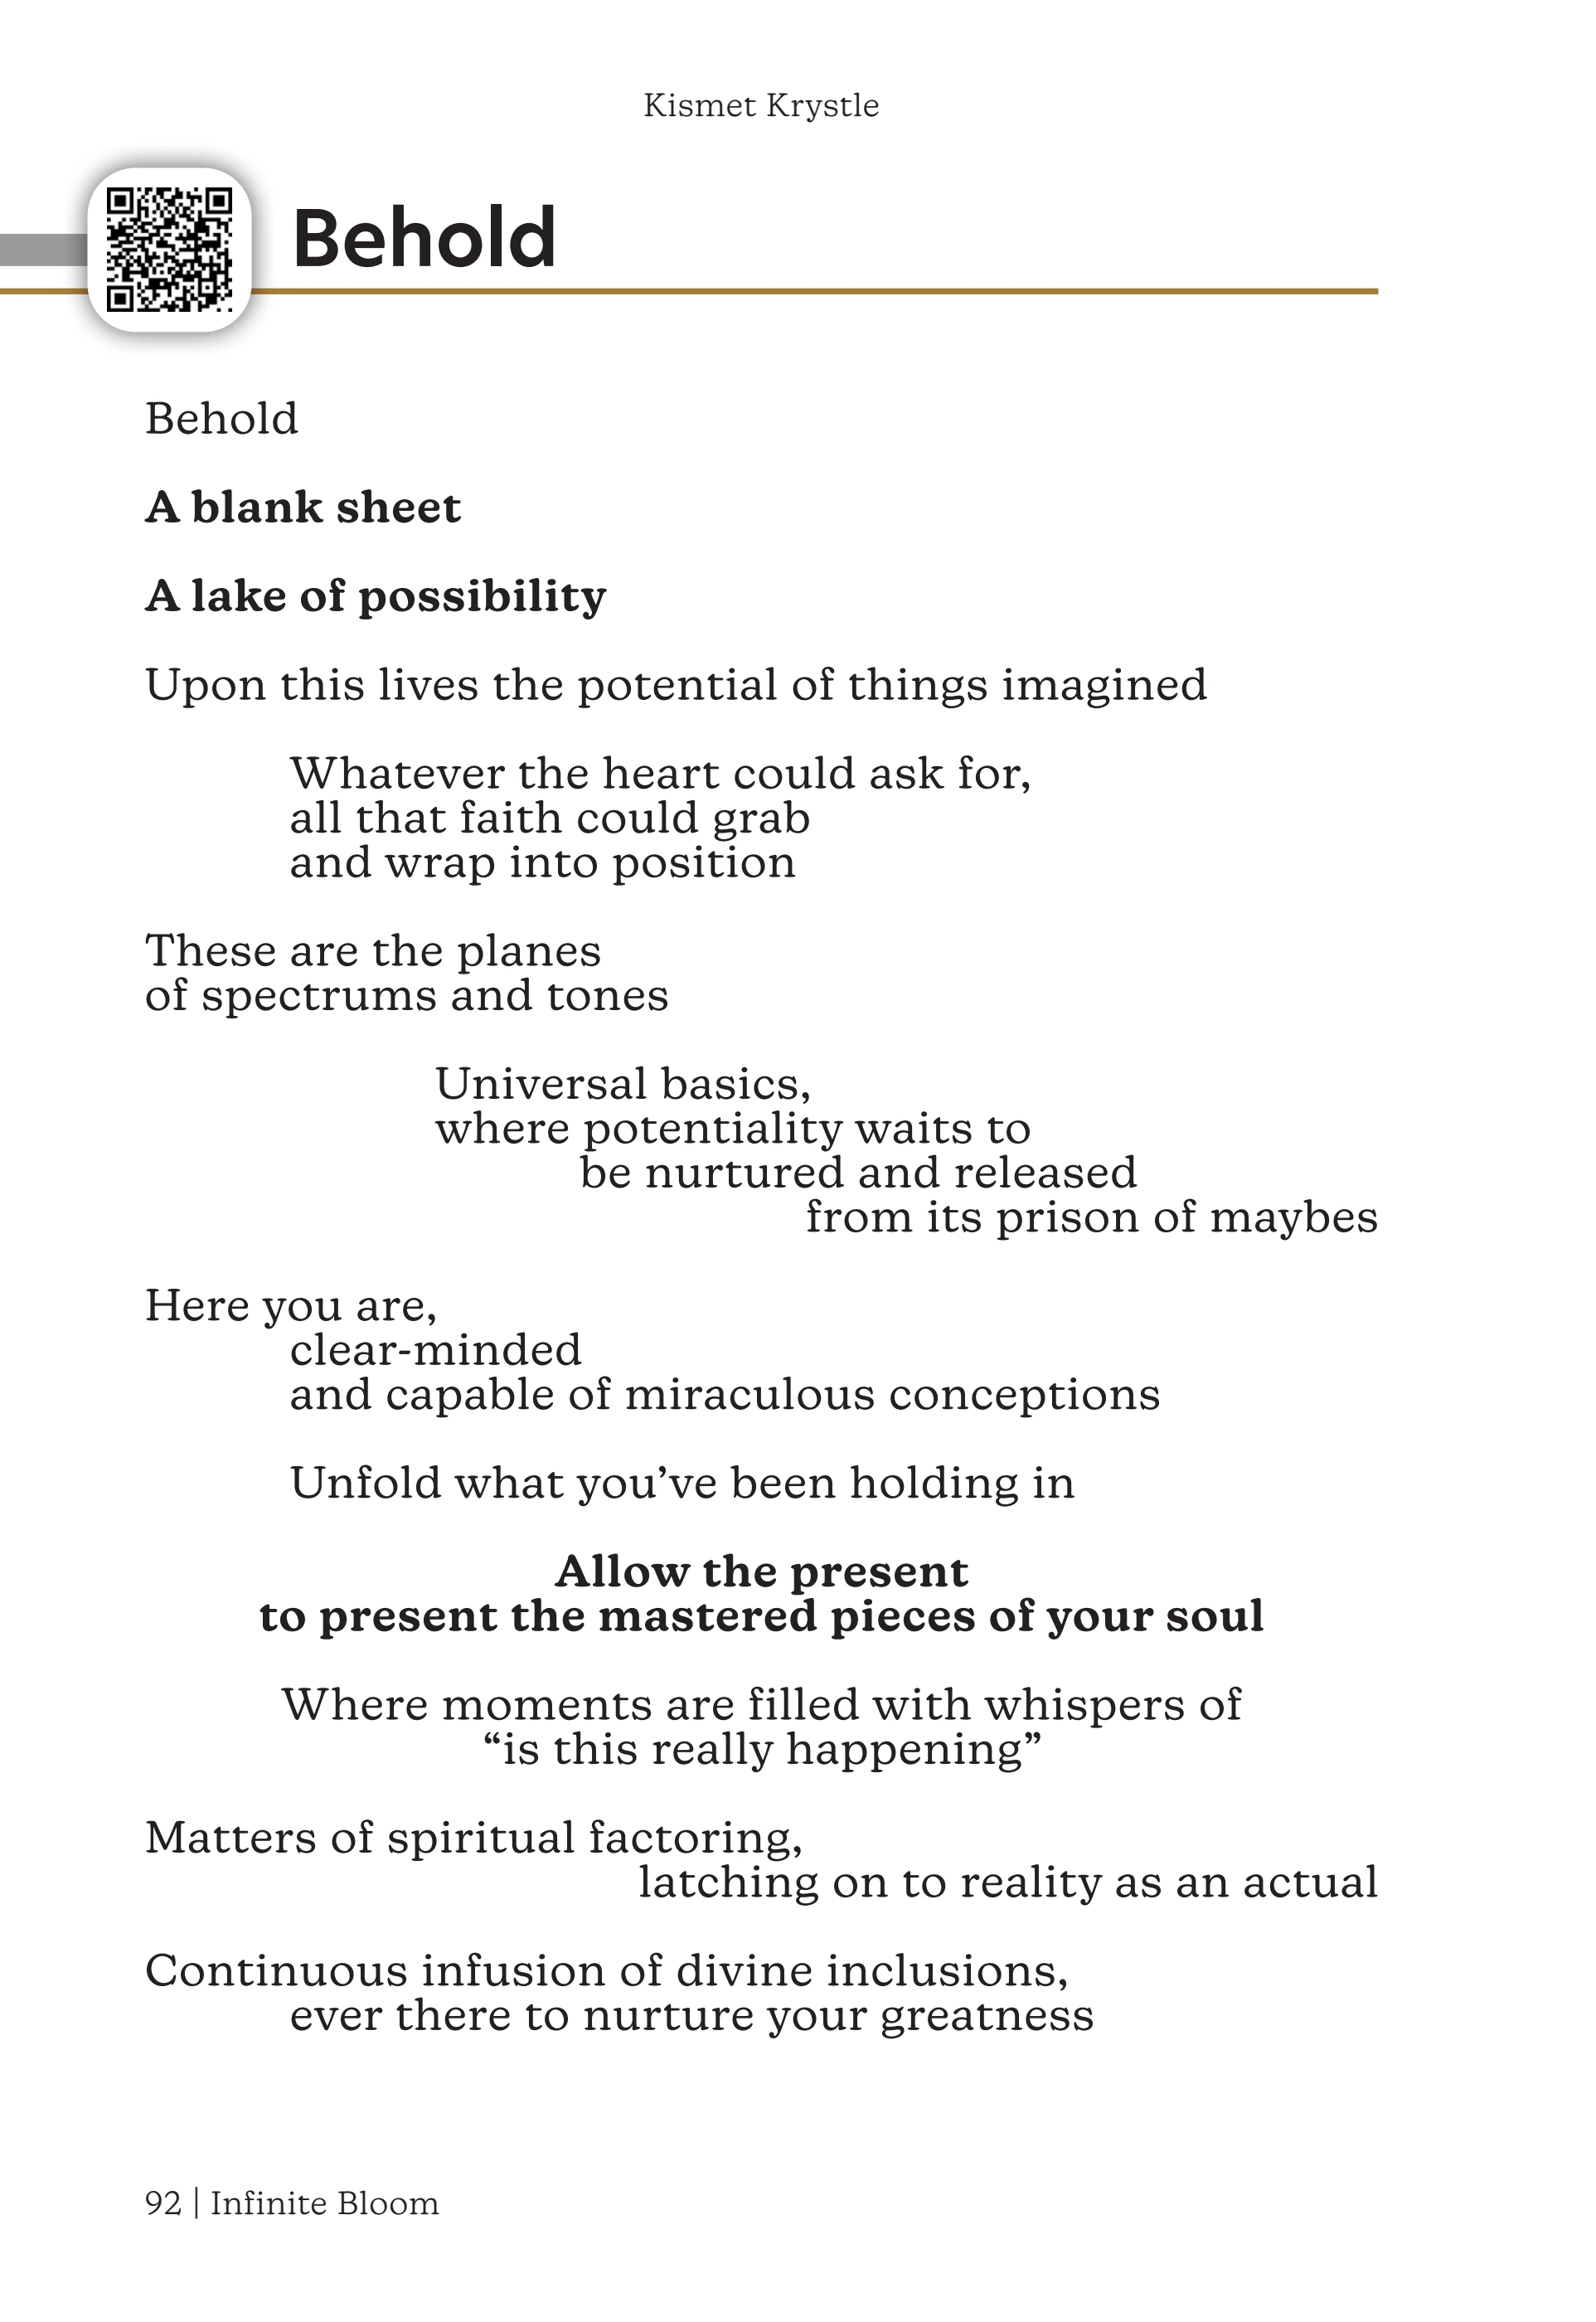 Kismet Krystle
Behold
Behold
A blank sheet
A lake of possibility
Upon this lives the potential of things imagined
Whatever the heart could ask for,
all that faith could grab
and wrap into position
These are the planes
of spectrums and tones
Universal basics,
where potentiality waits to
be nurtured and released
from its prison of maybes
Here you are,
clear-minded
and capable of miraculous conceptions
Unfold what you’ve been holding in
Allow the present
to present the mastered pieces of your soul
Where moments are filled with whispers of
“is this really happening”
Matters of spiritual factoring,
latching on to reality as an actual
Continuous infusion of divine inclusions,
ever there to nurture your greatness
92 | Infinite Bloom